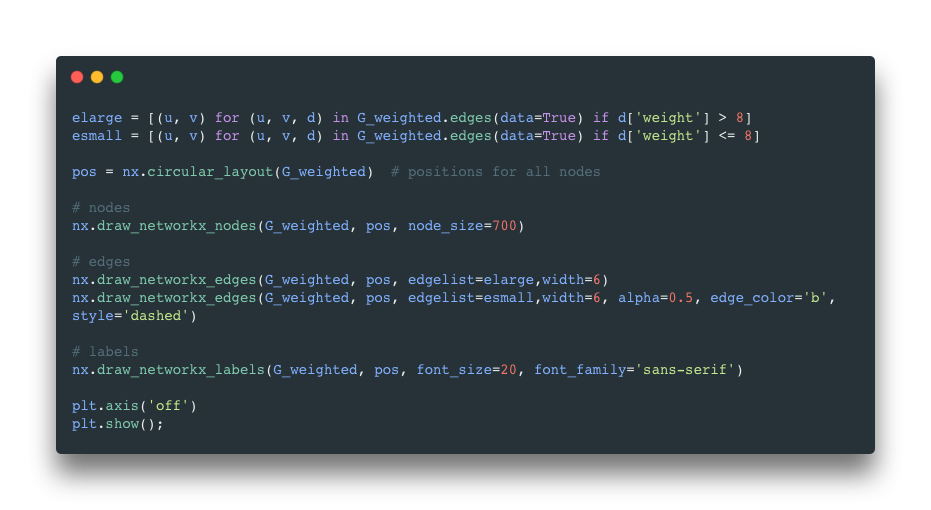 elarge = [(u, v) for (u, v, d) in G_weighted.edges(data=True) if d['weight'] > 8]
esmall = [(u, v) for (u, v, d) in G_weighted.edges(data=True) if d['weight'] <= 8]
pos = nx.circular_layout(G_weighted)  # positions for all nodes
# nodes
nx.draw_networkx_nodes(G_weighted, pos, node_size=700)
# edges
nx.draw_networkx_edges(G_weighted, pos, edgelist=elarge,width=6)
nx.draw_networkx_edges(G_weighted, pos, edgelist=esmall,width=6, alpha=0.5, edge_color='b',
style='dashed')
# labels
nx.draw_networkx_labels(G_weighted, pos, font_size=20, font_family='sans-serif')
plt.axis('off')
plt.show();